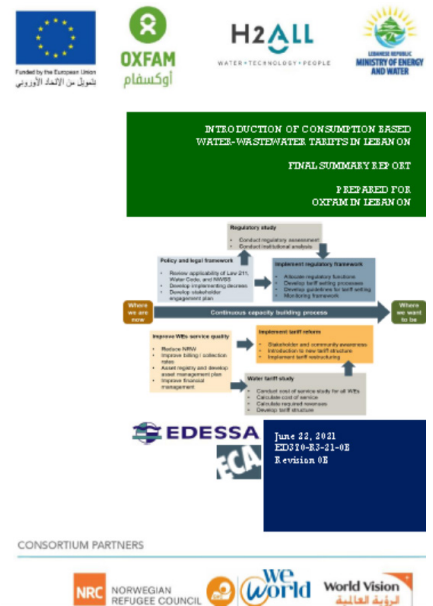 Funded by the European Union
تمويل من الاتحاد الأوروبي
OXFAM
أوكسفام
H2ALL
WATER • TECHNOLOGY • PEOPLE
LEBANESE REPUBLIC
MINISTRY OF ENERGY
AND WATER
INTRODUCTION OF CONSUMPTION BASED
WATER-WASTEWATER TARIFFS IN LEBANON
FINAL SUMMARY REPORT
PREPARED FOR
OXFAM IN LEBANON
Regulatory study
• Conduct regulatory assessment
• Conduct institutional analysis
Policy and legal framework
• Review applicability of Law 211,
Water Code, and NWSS
• Develop implementing decrees
• Develop stakeholder
engagement plan
Implement regulatory framework
• Allocate regulatory functions
• Develop tariff setting processes
• Develop guidelines for tariff setting
• Monitoring framework
Where
we are
now
Continuous capacity building process
Where
we want
to be
Improve WEs service quality
• Reduce NRW
• Improve billing / collection
rates
• Asset registry and develop
asset management plan
• Improve financial
management
Implement tariff reform
• Stakeholder and community awareness
• Introduction to new tariff structure
• Implement tariff restructuring
Water tariff study
• Conduct cost of service study for all WEs
• Calculate cost of service
• Calculate required revenues
• Develop tariff structure
EDESSA
ECA
June 22, 2021
ED310-R3-21-0B
Revision 0B
CONSORTIUM PARTNERS
NRC
NORWEGIAN
REFUGEE COUNCIL
We
World
World Vision
الرؤية العالمية